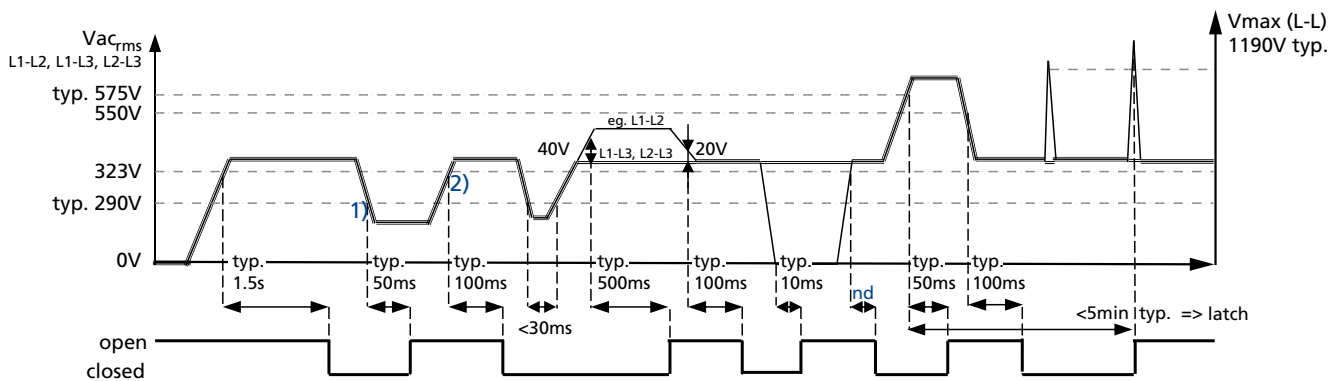 Vac rms
L1-L2, L1-L3, L2-L3
Vmax (L-L)
1190V typ.
typ. 575V
550V
eg. L1-L2
40V
L1-L3, L2-L3
20V
323V
2)
typ. 290V
1)
0V
typ. typ. typ. typ. typ. typ. typ. typ.
1.5s 50ms 100ms 500ms 100ms 10ms nd 50ms 100ms
<30ms
<5min typ. => latch
open
closed